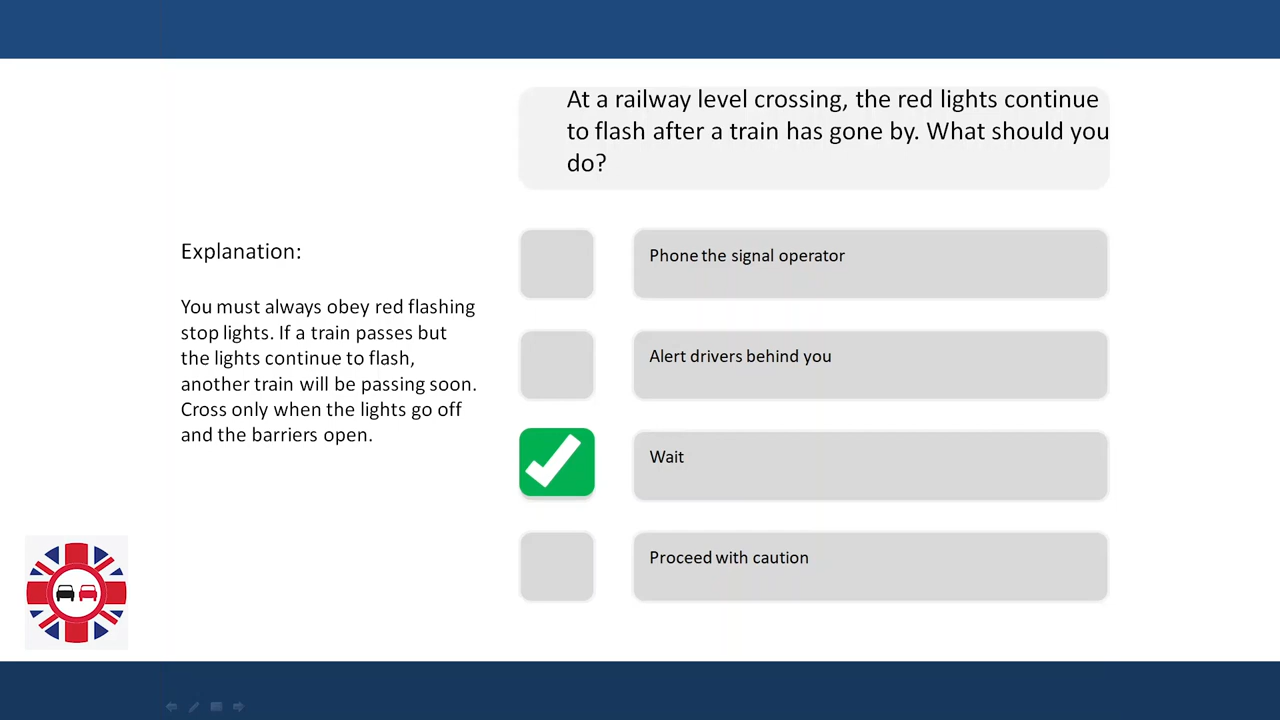 At a railway level crossing, the red lights continue
to flash after a train has gone by. What should you
do?
Explanation:
You must always obey red flashing
stop lights. If a train passes but
the lights continue to flash,
another train will be passing soon.
Cross only when the lights go off
and the barriers open.
Phone the signal operator
Alert drivers behind you
Wait
Proceed with caution